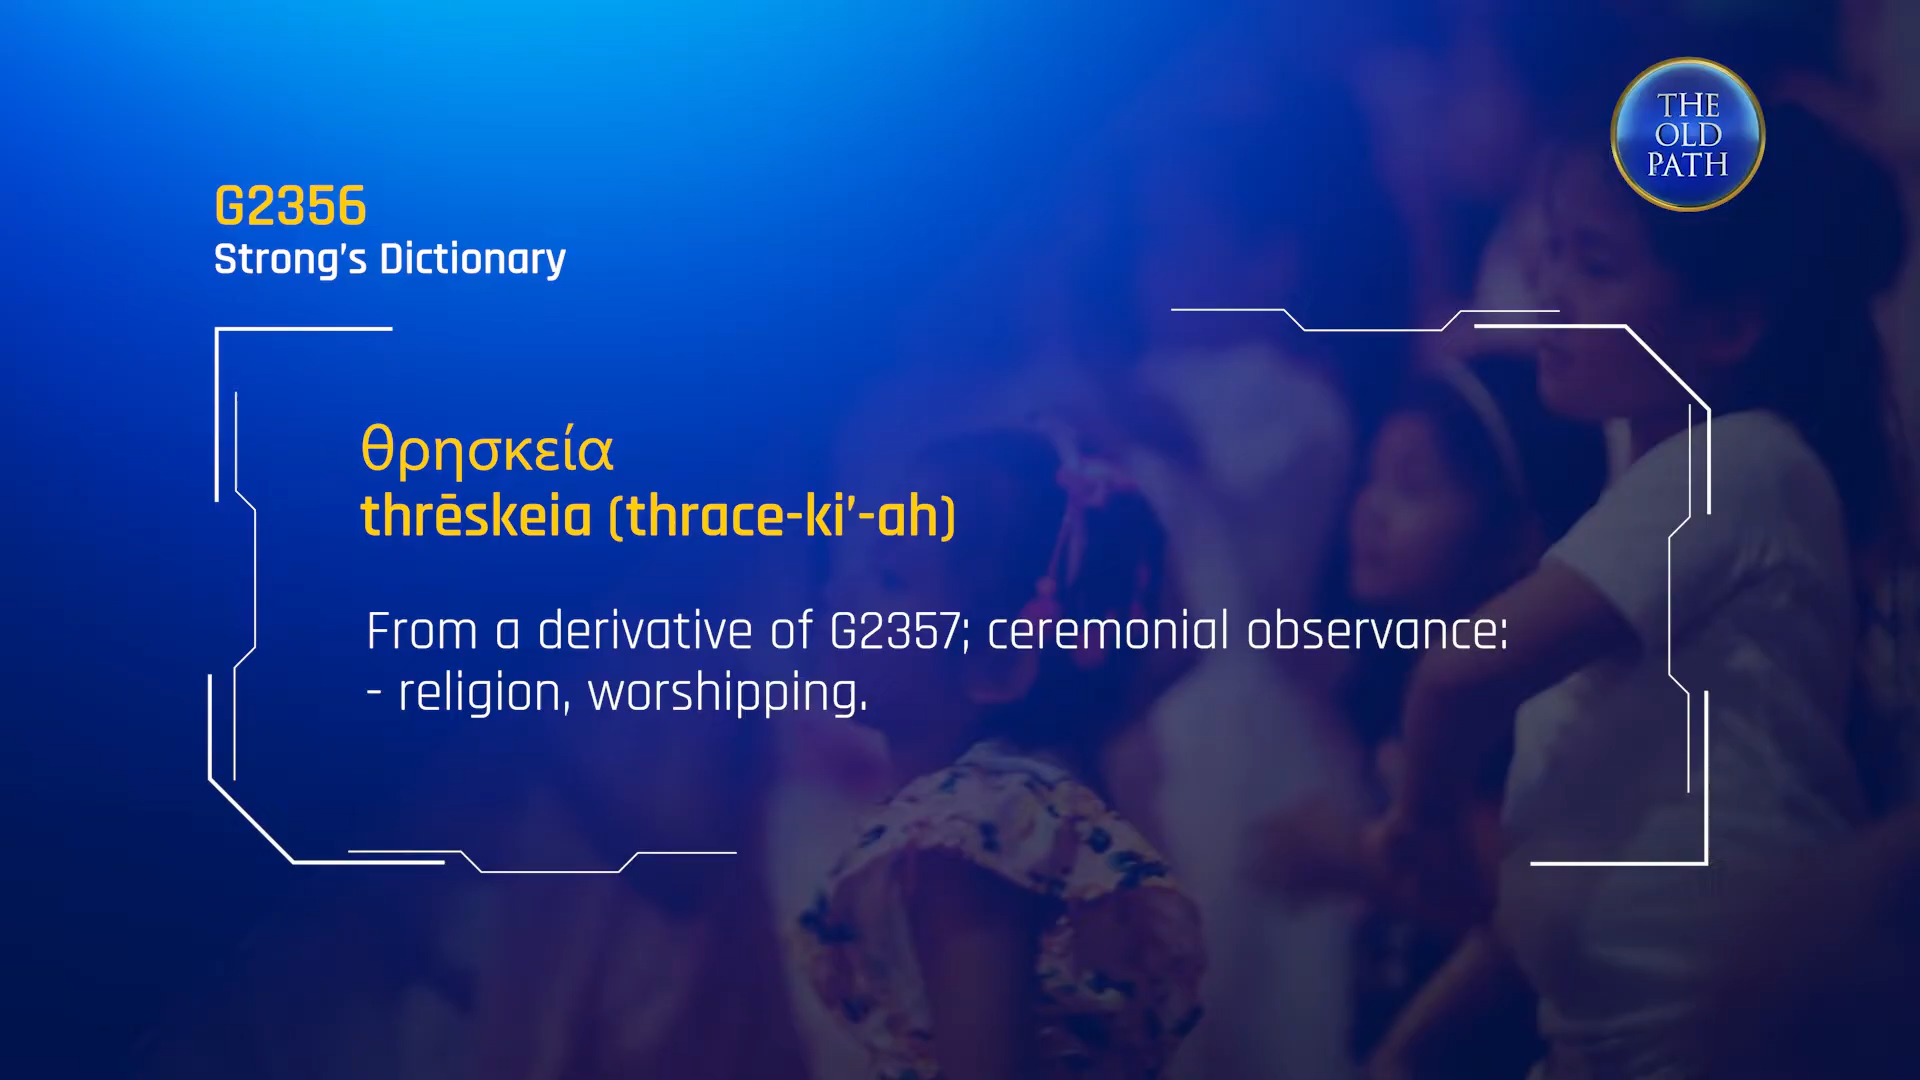 THE
OLD
PATH
G2356
Strong's Dictionary
θρησκεία
thrēskeia (thrace-ki'-ah)
From a derivative of G2357; ceremonial observance:
- religion, worshipping.